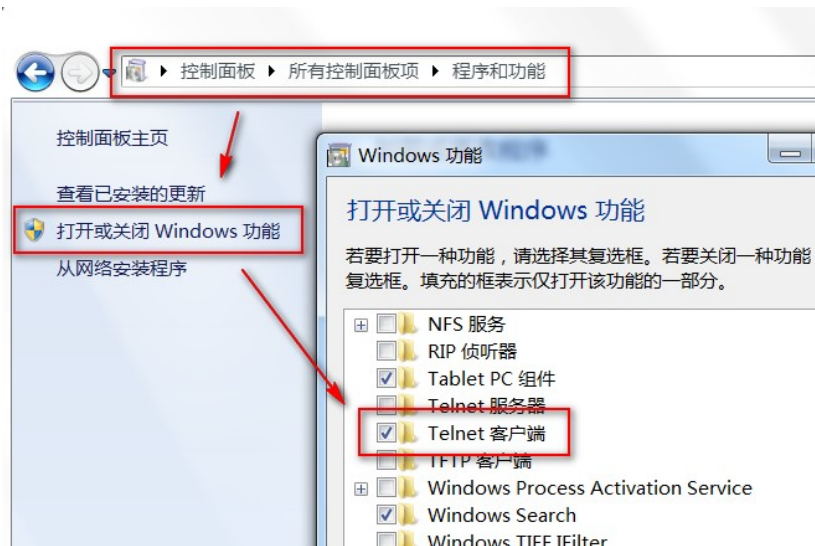 控制面板 ▶ 所有控制面板项 ▶ 程序和功能
控制面板主页
查看已安装的更新
打开或关闭 Windows 功能
从网络安装程序
Windows 功能
打开或关闭 Windows 功能
若要打开一种功能，请选择其复选框。若要关闭一种功能
复选框。填充的框表示仅打开该功能的一部分。
NFS 服务
RIP 侦听器
Tablet PC 组件
Telnet 服务器
Telnet 客户端
TFTP 客户端
Windows Process Activation Service
Windows Search
Windows TIFF IFilter